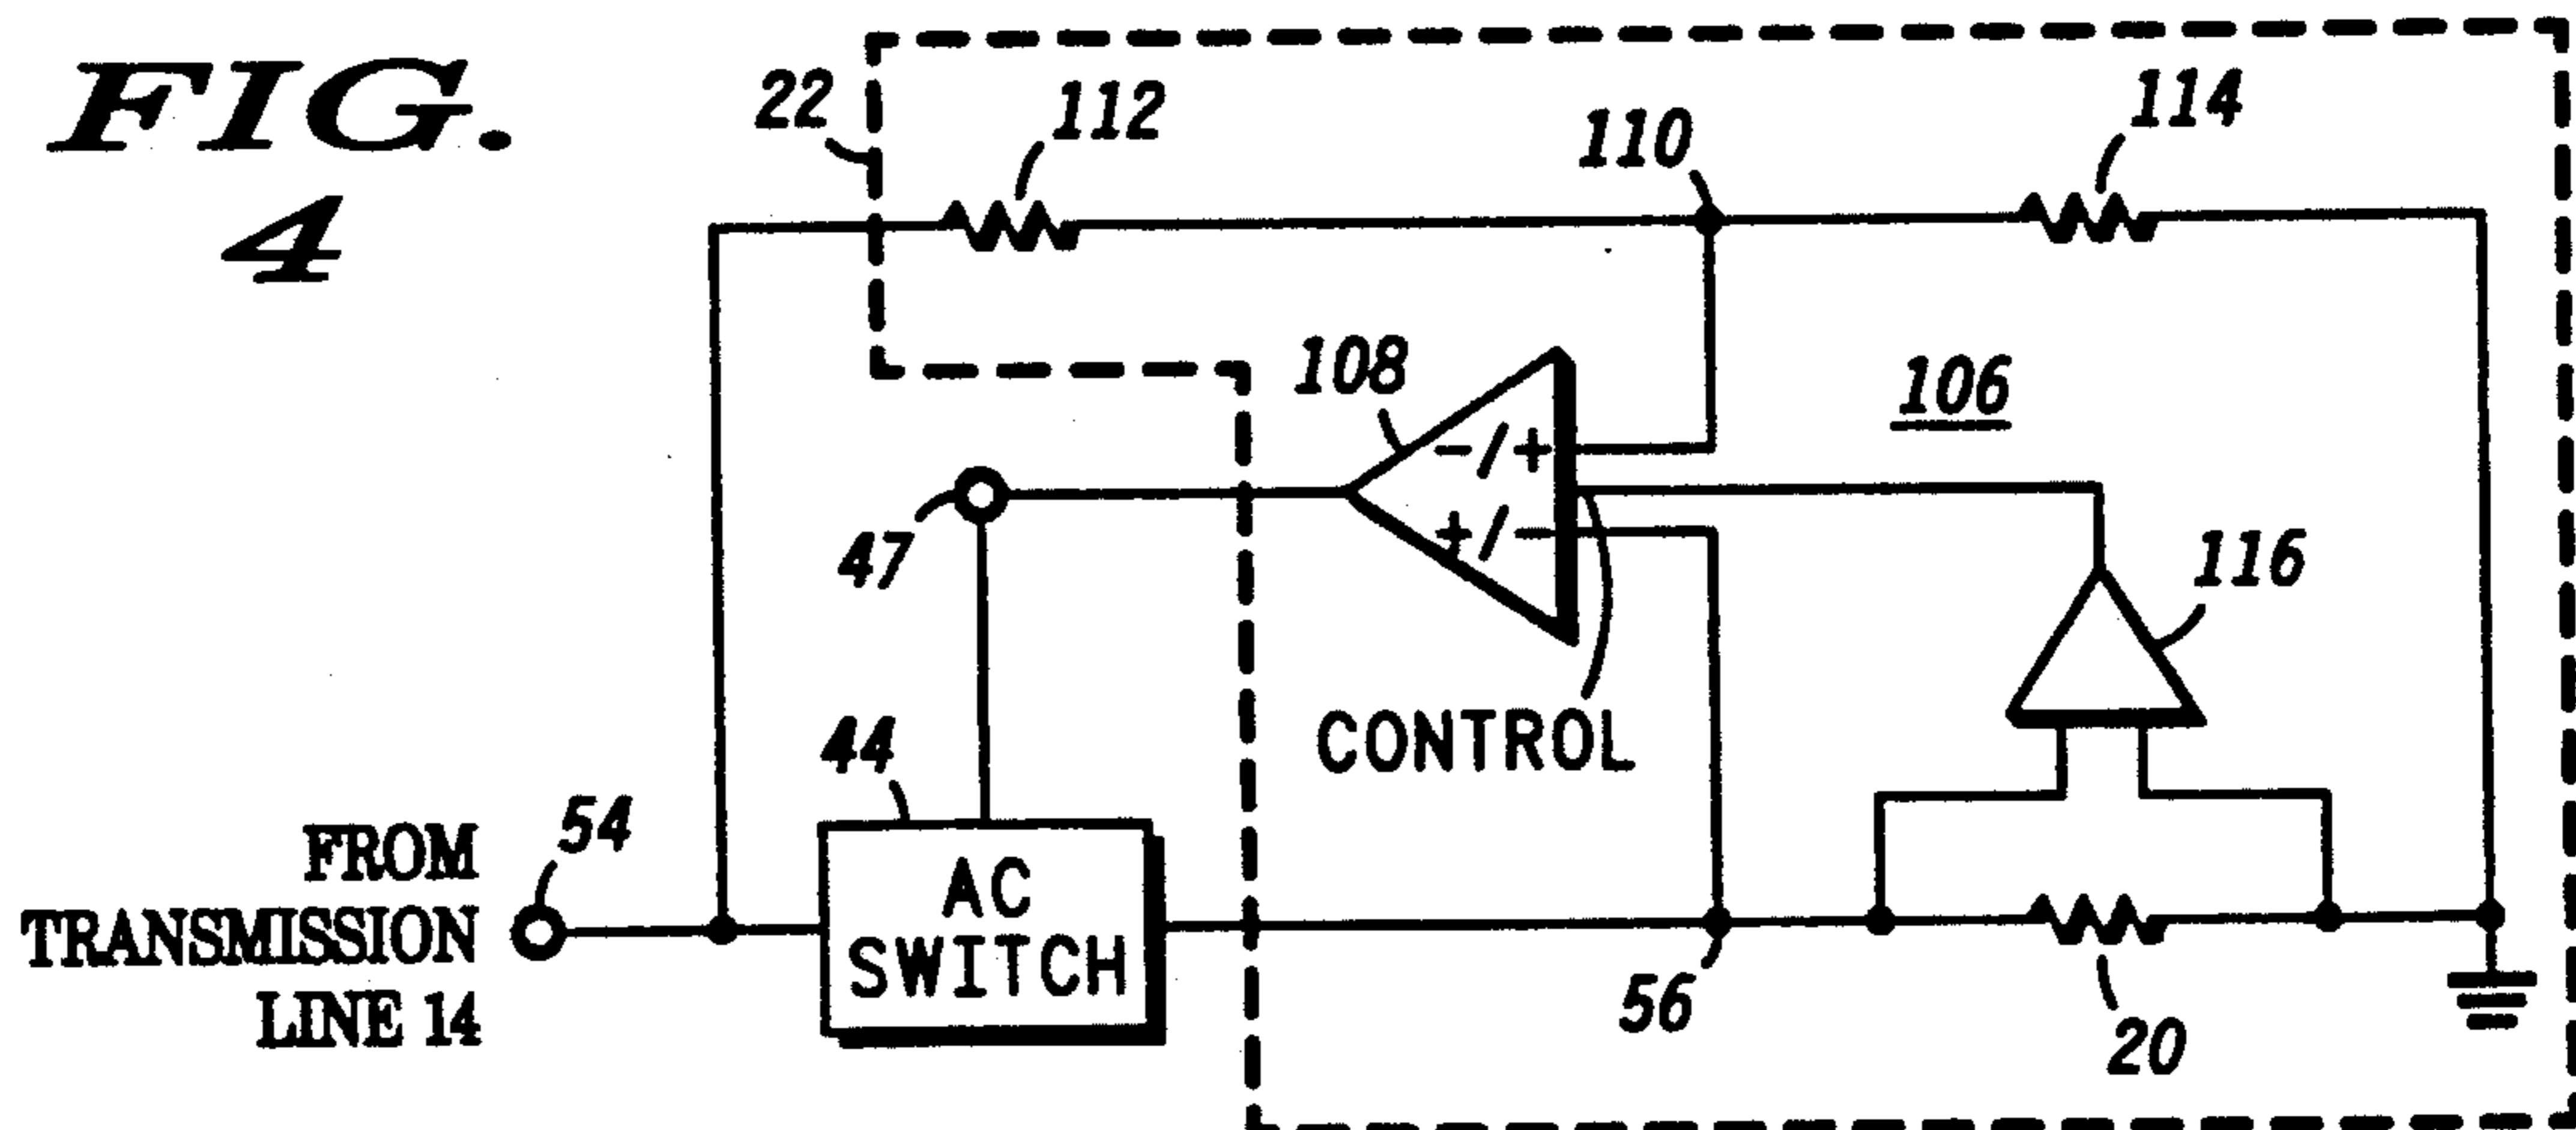 FIG.
4
22
112
110
114
108
-/+
+/-
106
47
116
CONTROL
44
54
AC
SWITCH
FROM
TRANSMISSION
LINE 14
56
20